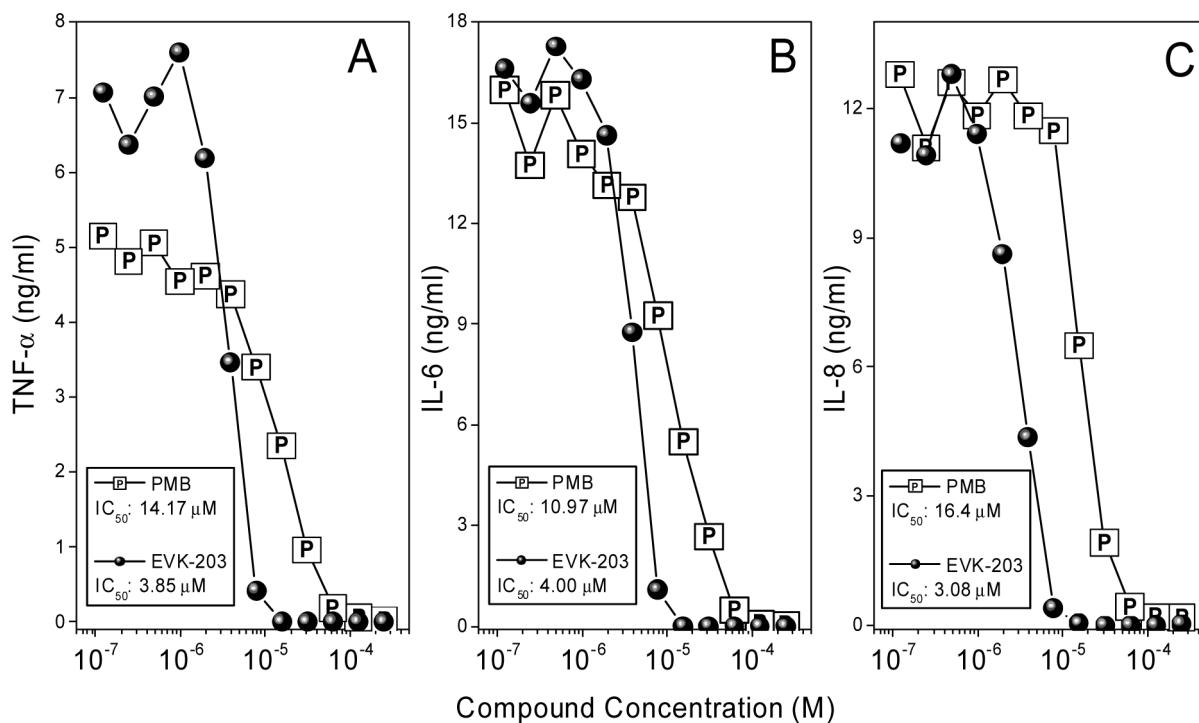 A
TNF-α (ng/ml)
8
7
6
5
4
3
2
1
0
P P P P P P P P P P
PMB
IC50: 14.17 μM
EVK-203
IC50: 3.85 μM
10^-7 10^-6 10^-5 10^-4
B
IL-6 (ng/ml)
18
15
12
9
6
3
0
P P P P P P P P P P
PMB
IC50: 10.97 μM
EVK-203
IC50: 4.00 μM
10^-7 10^-6 10^-5 10^-4
C
IL-8 (ng/ml)
12
9
6
3
0
P P P P P P P P P P
PMB
IC50: 16.4 μM
EVK-203
IC50: 3.08 μM
10^-7 10^-6 10^-5 10^-4
Compound Concentration (M)